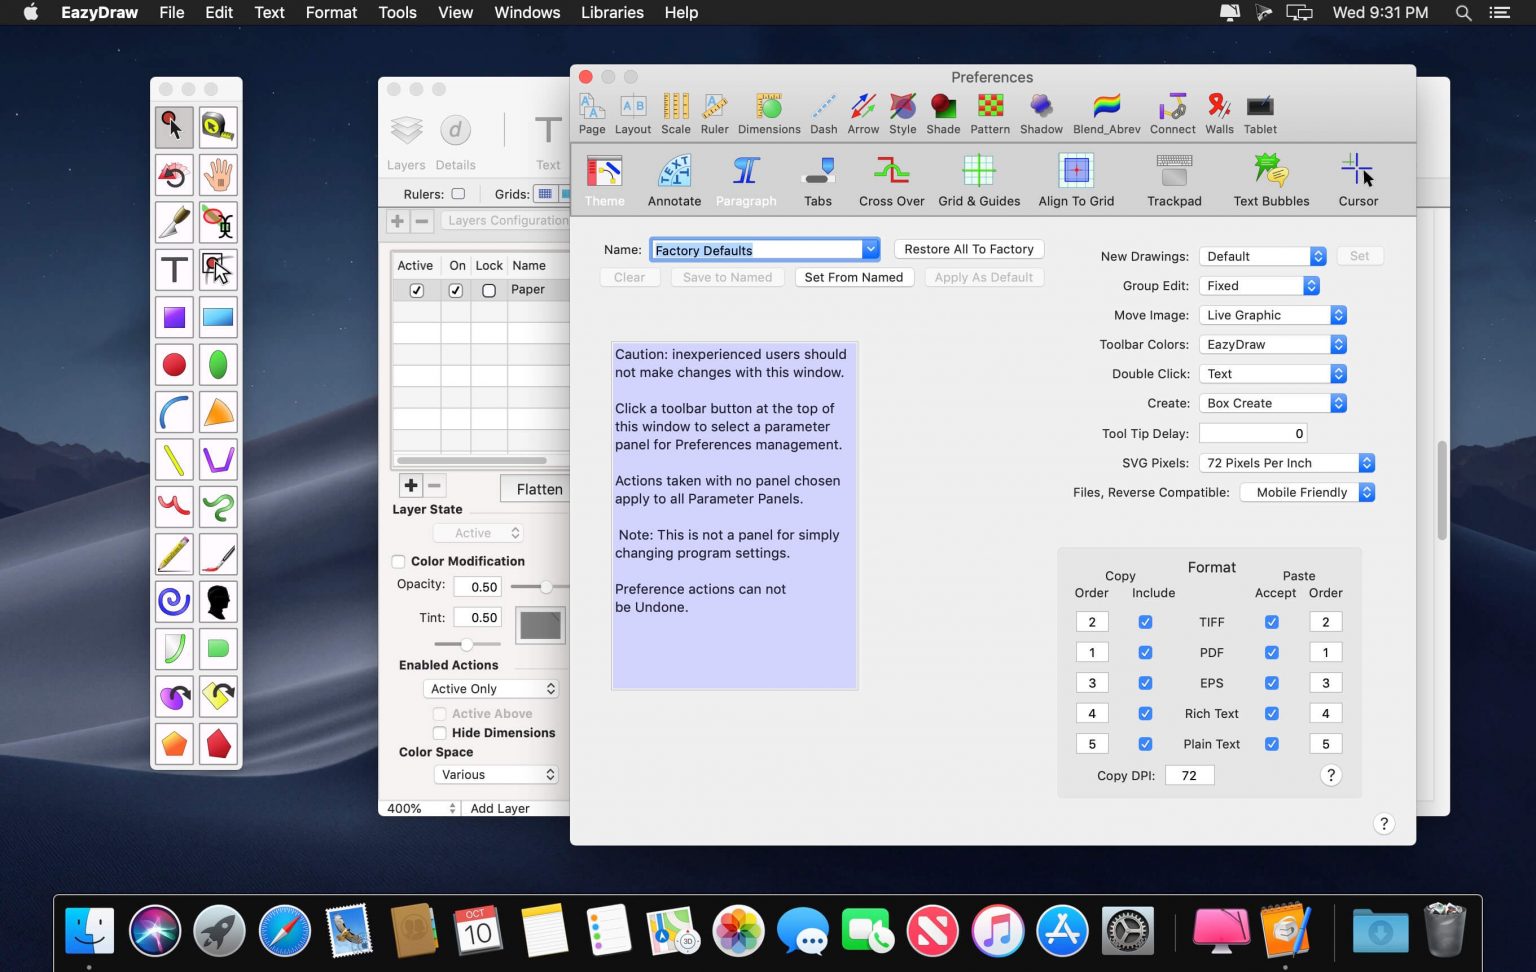 EazyDraw File Edit Text Format Tools View Windows Libraries Help Wed 9:31 PM
Preferences
Page Layout Scale Ruler Dimensions Dash Arrow Style Shade Pattern Shadow Blend_Abrev Connect Walls Tablet
Theme Annotate Paragraph Tabs Cross Over Grid & Guides Align To Grid Trackpad Text Bubbles Cursor
Layers Details Text
Rulers: Grids:
Layers Configuration
Active On Lock Name
Paper
Flatten
Layer State
Active
Color Modification
Opacity: 0.50
Tint: 0.50
Enabled Actions
Active Only
Active Above
Hide Dimensions
Color Space
Various
400% Add Layer
Name: Factory Defaults Restore All To Factory
Clear Save to Named Set From Named Apply As Default
Caution: inexperienced users should
not make changes with this window.
Click a toolbar button at the top of
this window to select a parameter
panel for Preferences management.
Actions taken with no panel chosen
apply to all Parameter Panels.
Note: This is not a panel for simply
changing program settings.
Preference actions can not
be Undone.
New Drawings: Default Set
Group Edit: Fixed
Move Image: Live Graphic
Toolbar Colors: EazyDraw
Double Click: Text
Create: Box Create
Tool Tip Delay: 0
SVG Pixels: 72 Pixels Per Inch
Files, Reverse Compatible: Mobile Friendly
Format
Copy Paste
Order Include Accept Order
2 TIFF 2
1 PDF 1
3 EPS 3
4 Rich Text 4
5 Plain Text 5
Copy DPI: 72 ?
?
OCT
10
3D